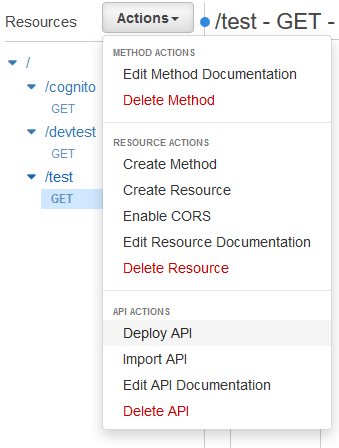 Resources Actions /test - GET -
/
/cognito
GET
/devtest
GET
/test
GET
METHOD ACTIONS
Edit Method Documentation
Delete Method
RESOURCE ACTIONS
Create Method
Create Resource
Enable CORS
Edit Resource Documentation
Delete Resource
API ACTIONS
Deploy API
Import API
Edit API Documentation
Delete API